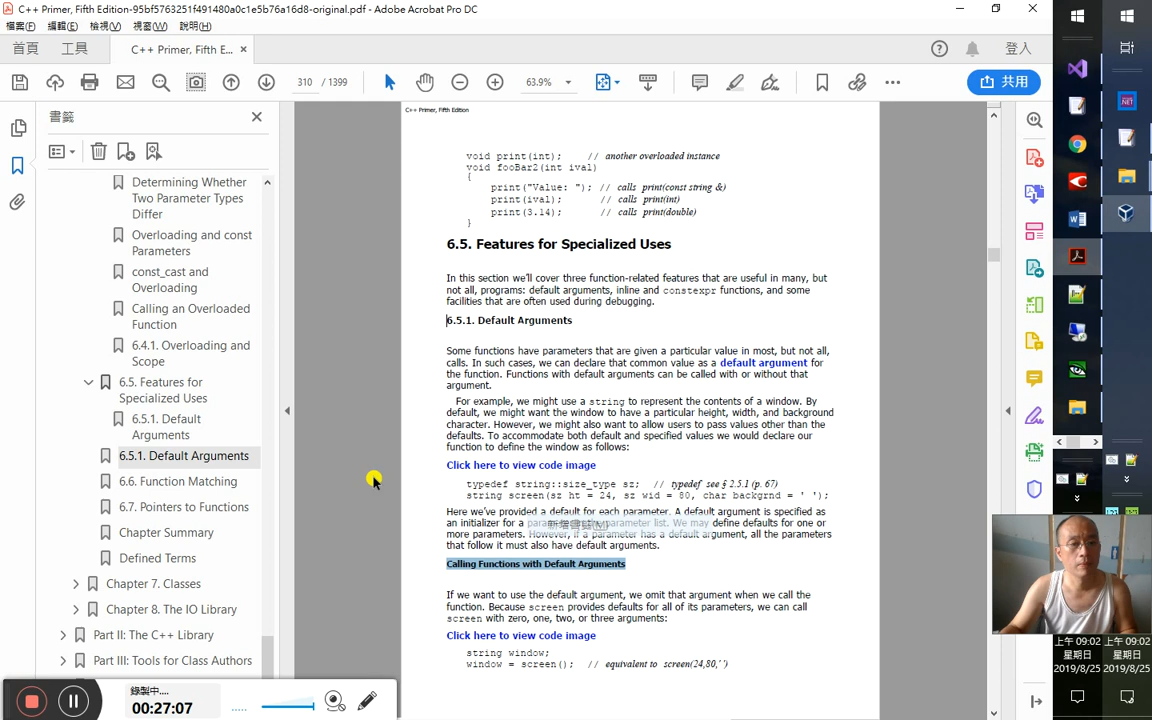 C++ Primer, Fifth Edition-95bf5763251f491480a0c1e5b76a16d8-original.pdf - Adobe Acrobat Pro DC
檔案(F) 編輯(E) 檢視(V) 視窗(W) 說明(H)
首頁 工具 C++ Primer, Fifth E... × 登入
310 / 1399 63.9% 共用
書籤
Determining Whether
Two Parameter Types
Differ
Overloading and const
Parameters
const_cast and
Overloading
Calling an Overloaded
Function
6.4.1. Overloading and
Scope
6.5. Features for
Specialized Uses
6.5.1. Default
Arguments
6.5.1. Default Arguments
6.6. Function Matching
6.7. Pointers to Functions
Chapter Summary
Defined Terms
Chapter 7. Classes
Chapter 8. The IO Library
Part II: The C++ Library
Part III: Tools for Class Authors
C++ Primer, Fifth Edition
void print(int); // another overloaded instance
void fooBar2(int ival)
{
print("Value: "); // calls print(const string &)
print(ival); // calls print(int)
print(3.14); // calls print(double)
}
6.5. Features for Specialized Uses
In this section we'll cover three function-related features that are useful in many, but
not all, programs: default arguments, inline and constexpr functions, and some
facilities that are often used during debugging.
6.5.1. Default Arguments
Some functions have parameters that are given a particular value in most, but not all,
calls. In such cases, we can declare that common value as a default argument for
the function. Functions with default arguments can be called with or without that
argument.
For example, we might use a string to represent the contents of a window. By
default, we might want the window to have a particular height, width, and background
character. However, we might also want to allow users to pass values other than the
defaults. To accommodate both default and specified values we would declare our
function to define the window as follows:
Click here to view code image
typedef string::size_type sz; // typedef see § 2.5.1 (p. 67)
string screen(sz ht = 24, sz wid = 80, char backgrnd = ' ');
Here we've provided a default for each parameter. A default argument is specified as
an initializer for a parameter in the parameter list. We may define defaults for one or
more parameters. However, if a parameter has a default argument, all the parameters
that follow it must also have default arguments.
Calling Functions with Default Arguments
If we want to use the default argument, we omit that argument when we call the
function. Because screen provides defaults for all of its parameters, we can call
screen with zero, one, two, or three arguments:
Click here to view code image
string window;
window = screen(); // equivalent to screen(24,80,' ')
錄製中....
00:27:07
上午 09:02 上午 09:02
星期日 星期日
2019/8/25 2019/8/25